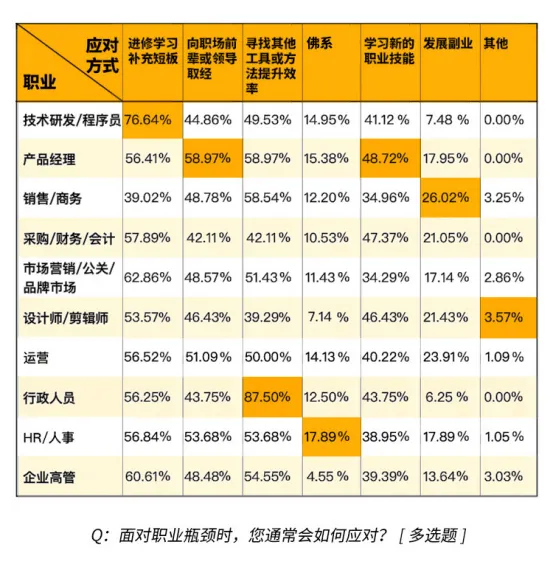 应对方式
职业
进修学习补充短板 向职场前辈或领导取经 寻找其他工具或方法提升效率 佛系 学习新的职业技能 发展副业 其他
技术研发/程序员 76.64% 44.86% 49.53% 14.95% 41.12 % 7.48 % 0.00%
产品经理 56.41% 58.97% 58.97% 15.38% 48.72% 17.95% 0.00%
销售/商务 39.02% 48.78% 58.54% 12.20% 34.96% 26.02% 3.25%
采购/财务/会计 57.89% 42.11% 42.11% 10.53% 47.37% 21.05% 0.00%
市场营销/公关/品牌市场 62.86% 48.57% 51.43% 11.43% 34.29% 17.14 % 2.86%
设计师/剪辑师 53.57% 46.43% 39.29% 7.14 % 46.43% 21.43% 3.57%
运营 56.52% 51.09% 50.00% 14.13% 40.22% 23.91% 1.09%
行政人员 56.25% 43.75% 87.50% 12.50% 43.75% 6.25 % 0.00%
HR/人事 56.84% 53.68% 53.68% 17.89% 38.95% 17.89 % 1.05%
企业高管 60.61% 48.48% 54.55% 4.55 % 39.39% 13.64% 3.03%
Q：面对职业瓶颈时，您通常会如何应对？ [ 多选题 ]